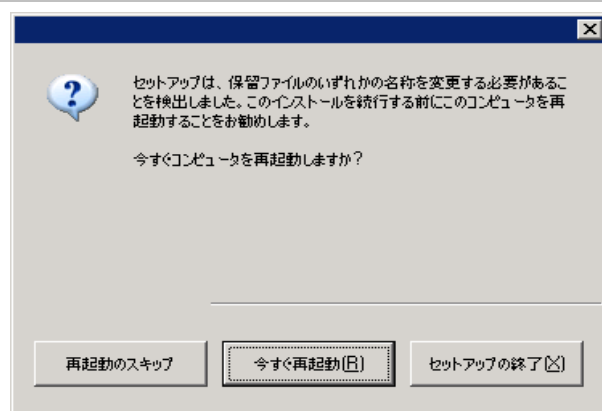 セットアップは、保留ファイルのいずれかの名称を変更する必要があるこ
とを検出しました。このインストールを続行する前にこのコンピュータを再
起動することをお勧めします。
今すぐコンピュータを再起動しますか？
再起動のスキップ
今すぐ再起動(R)
セットアップの終了(X)